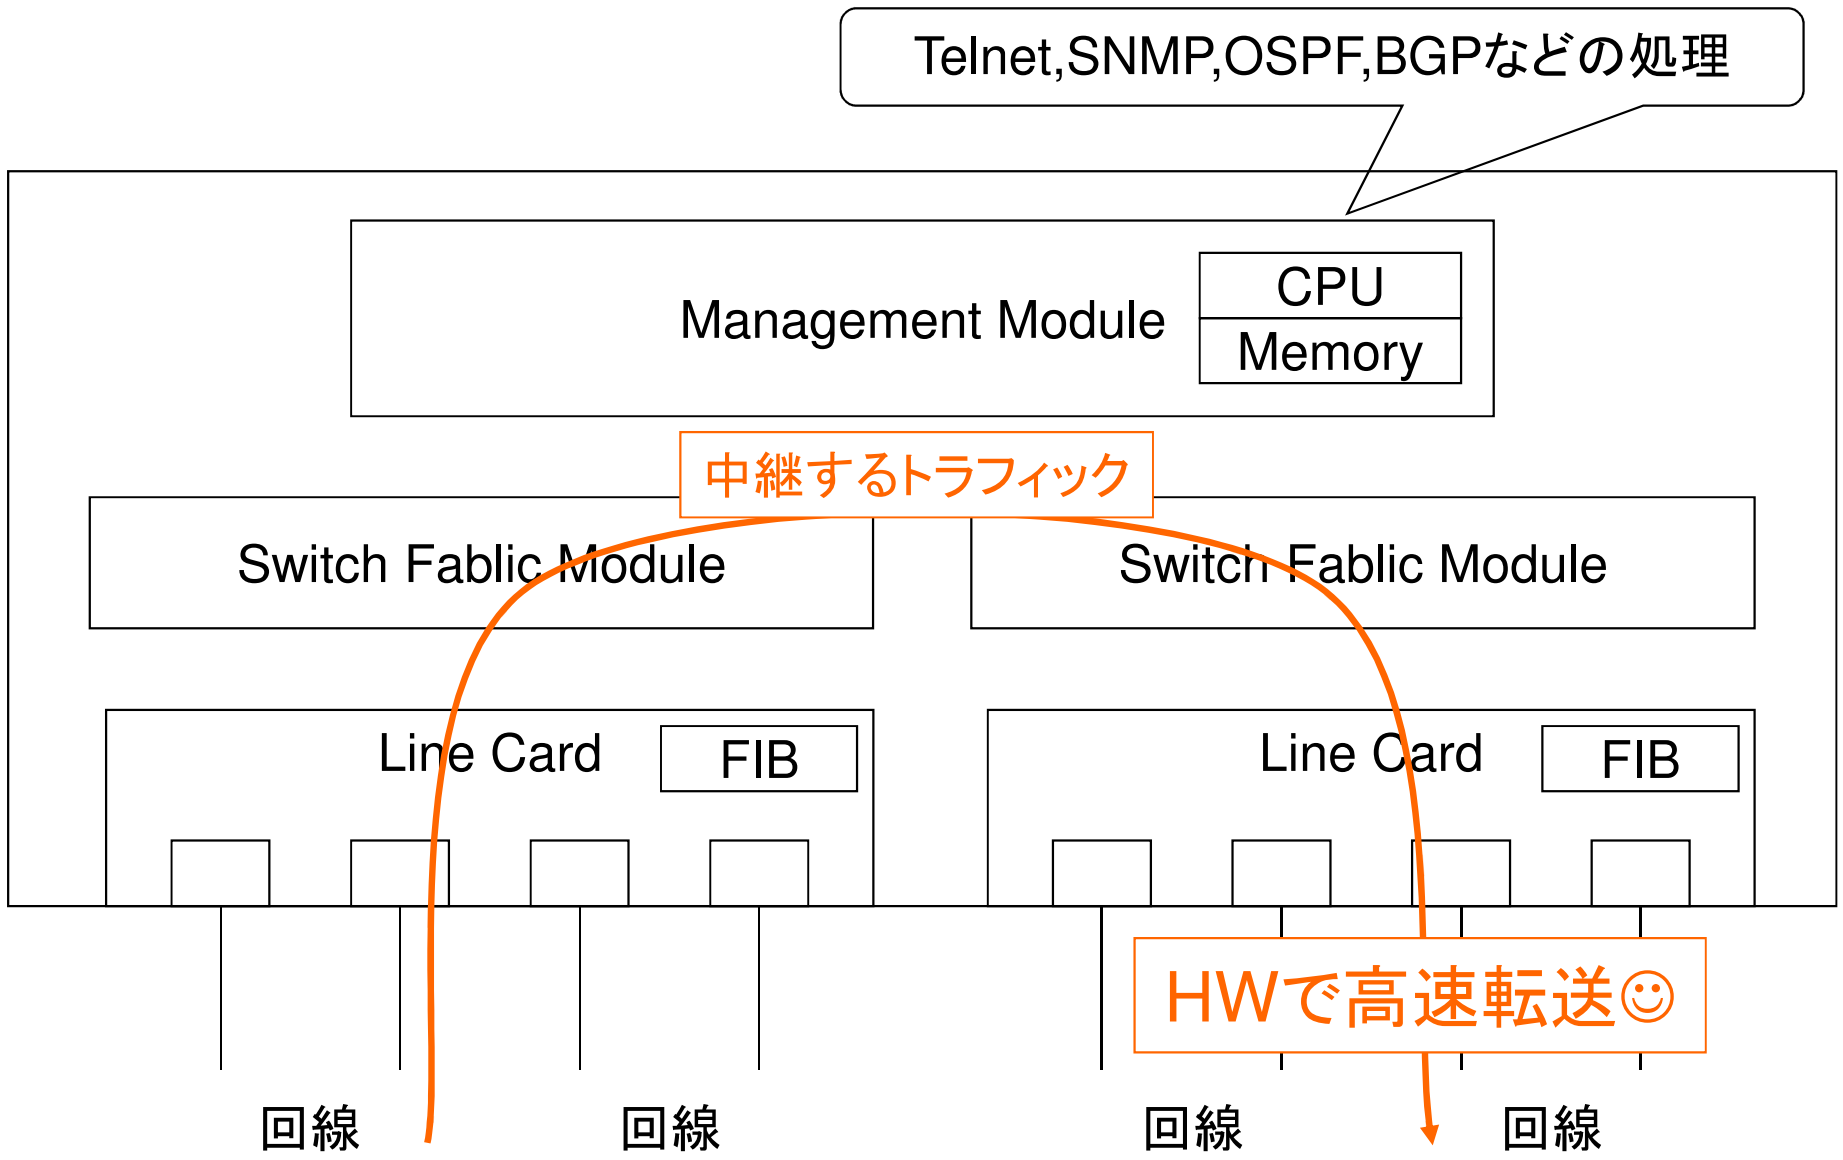 Telnet,SNMP,OSPF,BGPなどの処理
CPU
Management Module
Memory
中継するトラフィック
Switch Fablic Module
Switch Fablic Module
Line Card
FIB
Line Card
FIB
HWで高速転送☺
回線
回線
回線
回線